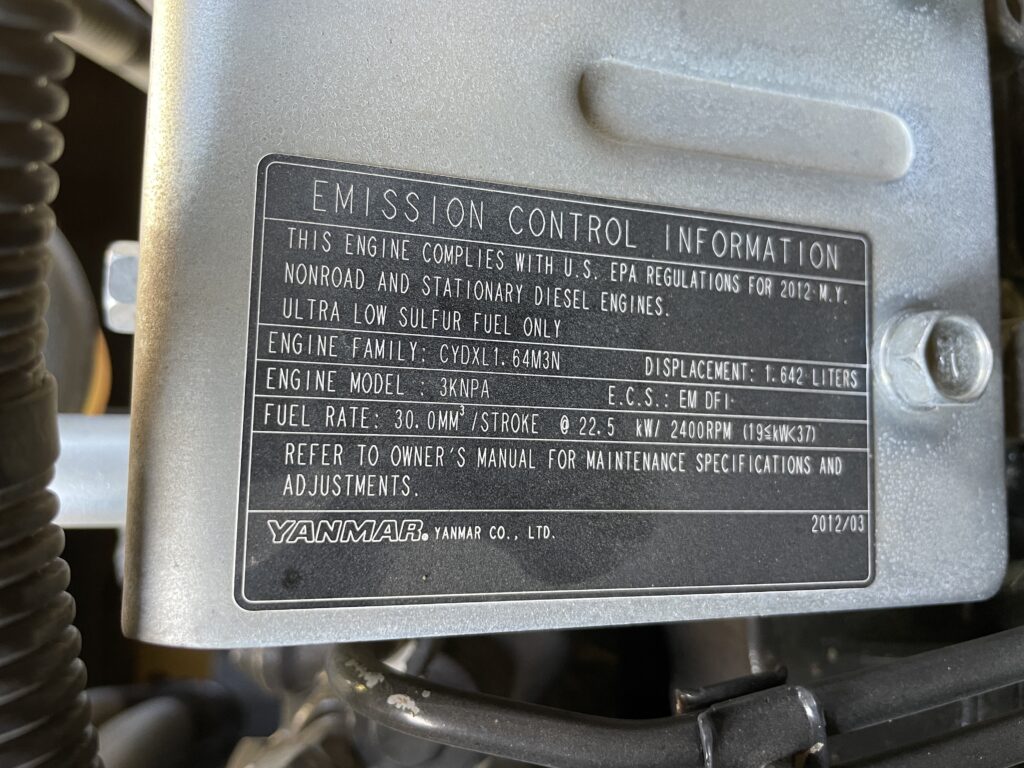 EMISSION CONTROL INFORMATION
THIS ENGINE COMPLIES WITH U.S. EPA REGULATIONS FOR 2012 M.Y.
NONROAD AND STATIONARY DIESEL ENGINES.
ULTRA LOW SULFUR FUEL ONLY
ENGINE FAMILY: CYDXL1.64M3N DISPLACEMENT: 1.642 LITERS
ENGINE MODEL : 3KNPA E.C.S.: EM DFI
FUEL RATE: 30.0MM³/STROKE @ 22.5 kW/ 2400RPM (19≦kW<37)
REFER TO OWNER'S MANUAL FOR MAINTENANCE SPECIFICATIONS AND
ADJUSTMENTS.
YANMAR. YANMAR CO., LTD. 2012/03